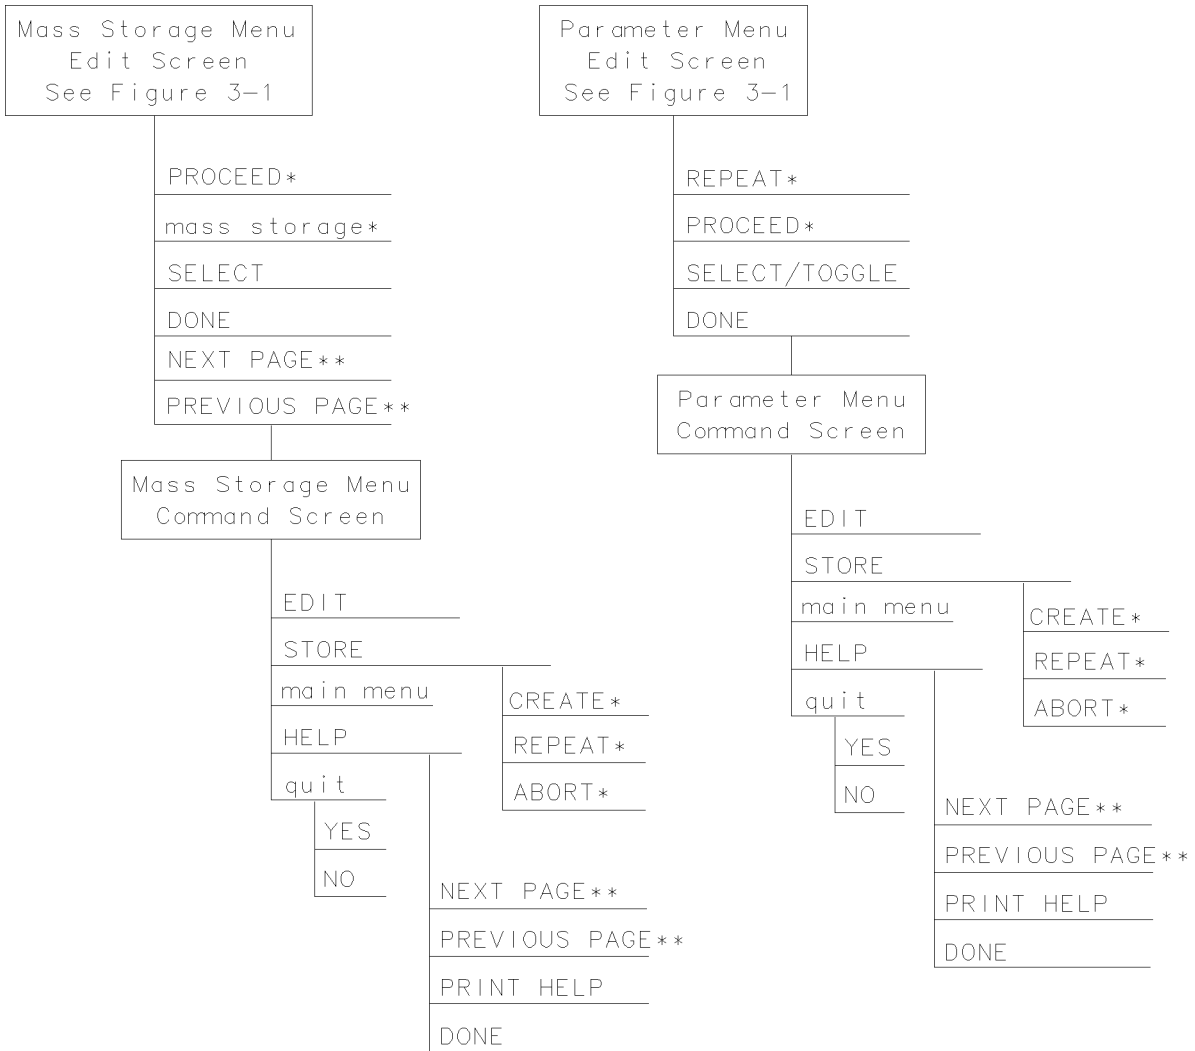 Mass Storage Menu
Edit Screen
See Figure 3-1
PROCEED*
mass storage*
SELECT
DONE
NEXT PAGE**
PREVIOUS PAGE**
Mass Storage Menu
Command Screen
EDIT
STORE
main menu
HELP
quit
CREATE*
REPEAT*
ABORT*
YES
NO
NEXT PAGE**
PREVIOUS PAGE**
PRINT HELP
DONE
Parameter Menu
Edit Screen
See Figure 3-1
REPEAT*
PROCEED*
SELECT/TOGGLE
DONE
Parameter Menu
Command Screen
EDIT
STORE
main menu
HELP
quit
CREATE*
REPEAT*
ABORT*
YES
NO
NEXT PAGE**
PREVIOUS PAGE**
PRINT HELP
DONE